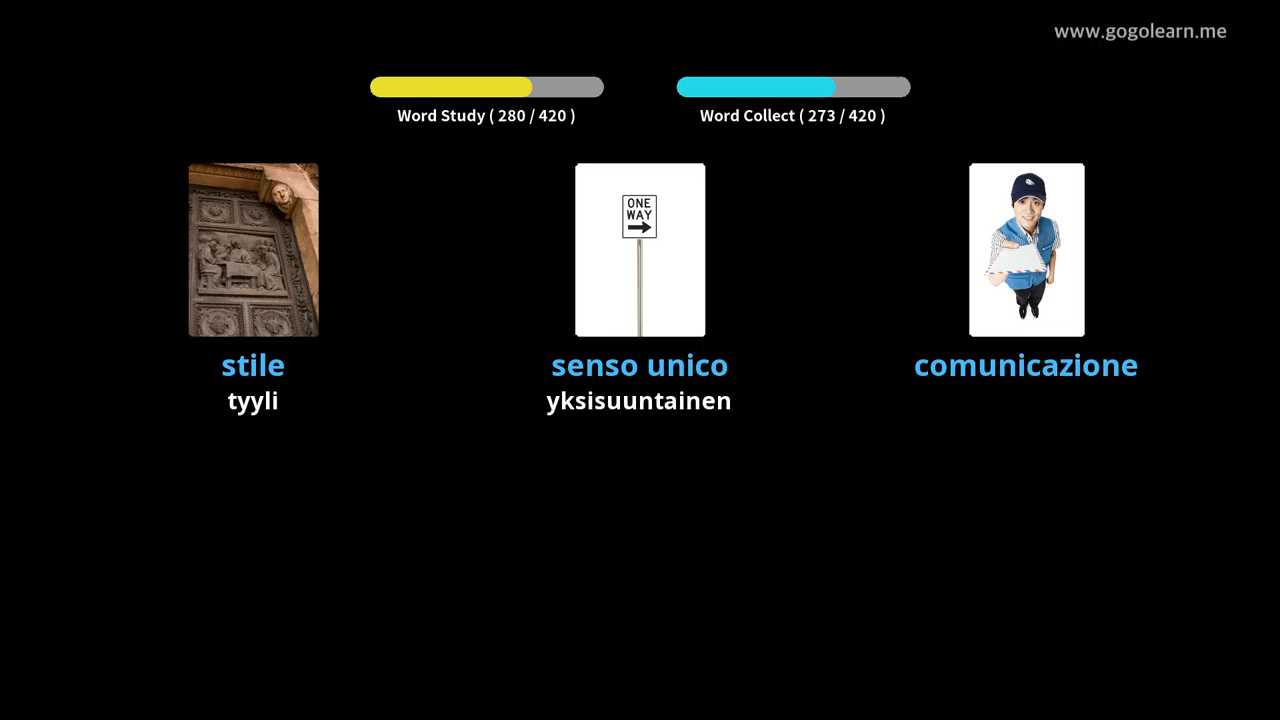 www.gogolearn.me
Word Study ( 280 / 420 )
Word Collect ( 273 / 420 )
ONE
WAY
stile
senso unico
comunicazione
tyyli
yksisuuntainen